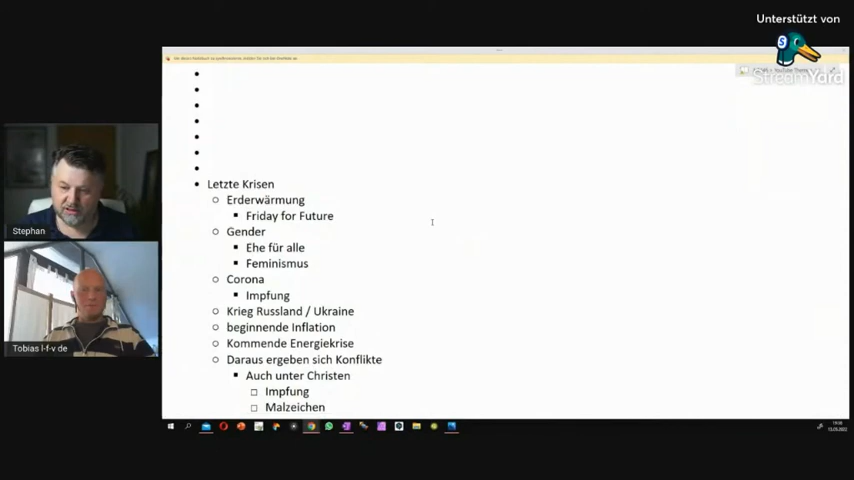 Unterstützt von
StreamYard
Letzte Krisen
Erderwärmung
Friday for Future
Gender
Ehe für alle
Feminismus
Corona
Impfung
Krieg Russland / Ukraine
beginnende Inflation
Kommende Energiekrise
Daraus ergeben sich Konflikte
Auch unter Christen
Impfung
Malzeichen
Stephan
Tobias l-f-v de